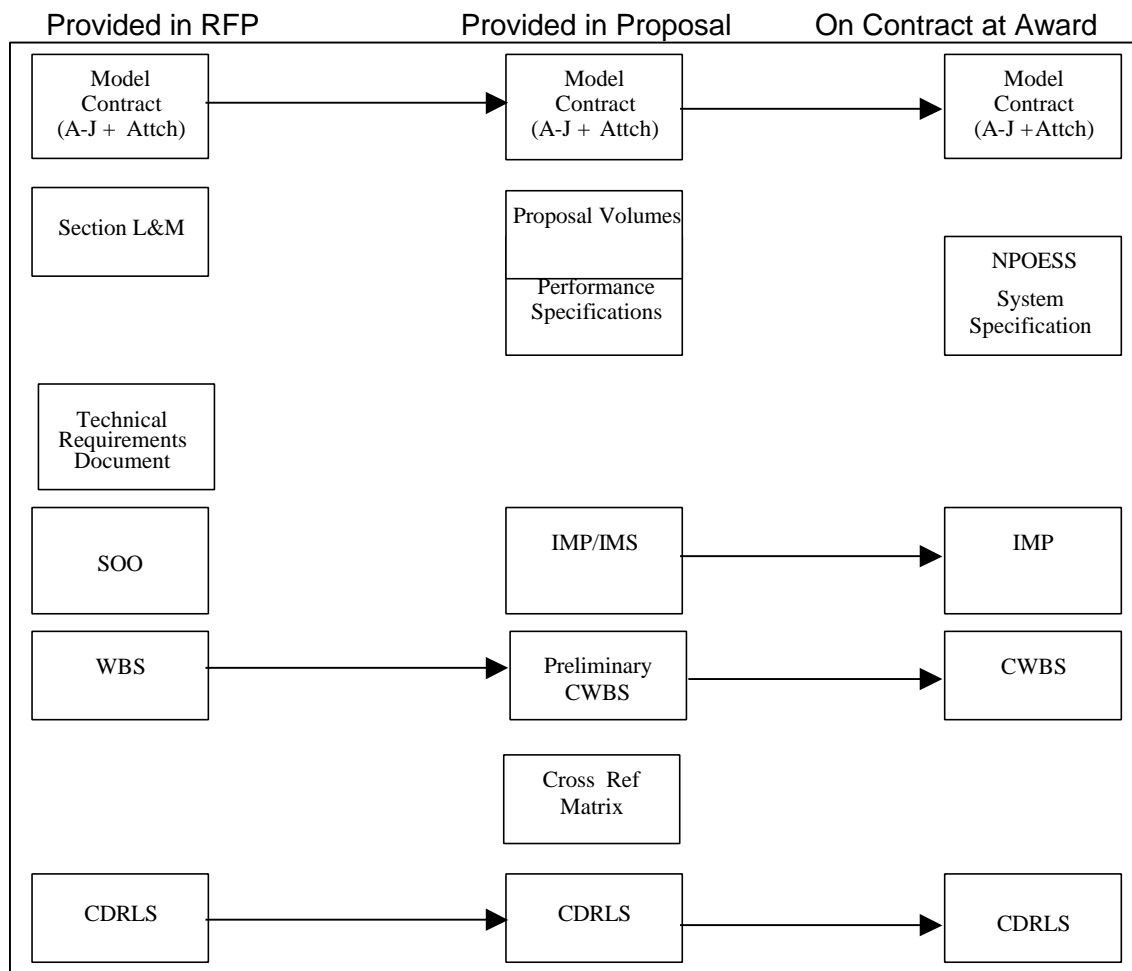 Provided in RFP
Provided in Proposal
On Contract at Award
Model
Contract
(A-J + Attch)
Model
Contract
(A-J + Attch)
Model
Contract
(A-J +Attch)
Section L&M
Proposal Volumes
Performance
Specifications
NPOESS
System
Specification
Technical
Requirements
Document
SOO
IMP/IMS
IMP
WBS
Preliminary
CWBS
CWBS
Cross Ref
Matrix
CDRLS
CDRLS
CDRLS